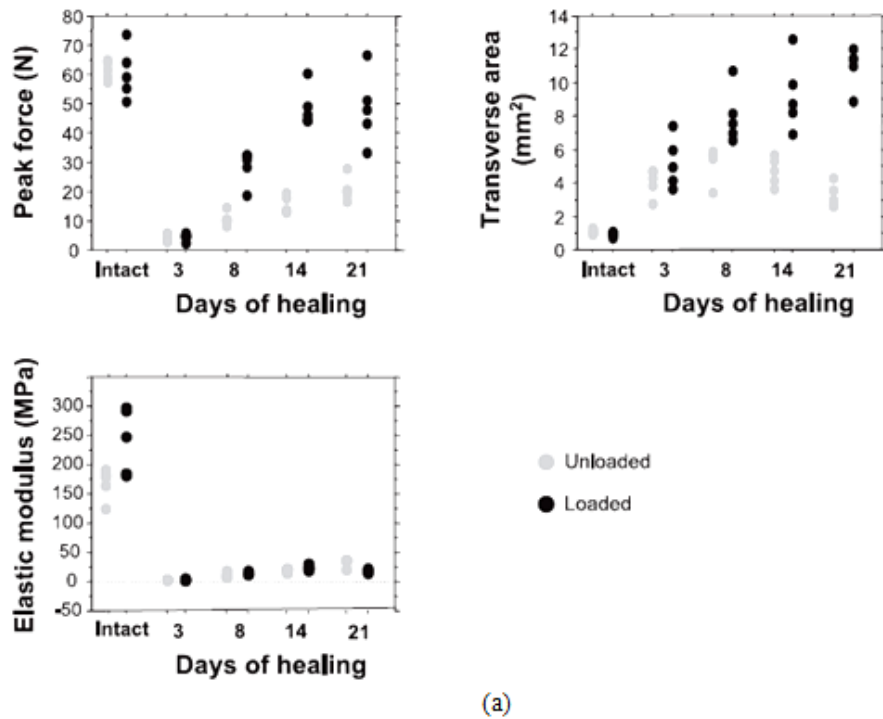 Peak force (N)
80
70
60
50
40
30
20
10
0
Intact 3 8 14 21
Days of healing
Transverse area
(mm²)
14
12
10
8
6
4
2
0
Intact 3 8 14 21
Days of healing
Elastic modulus (MPa)
300
250
200
150
100
50
0
-50
Intact 3 8 14 21
Days of healing
Unloaded
Loaded
(a)